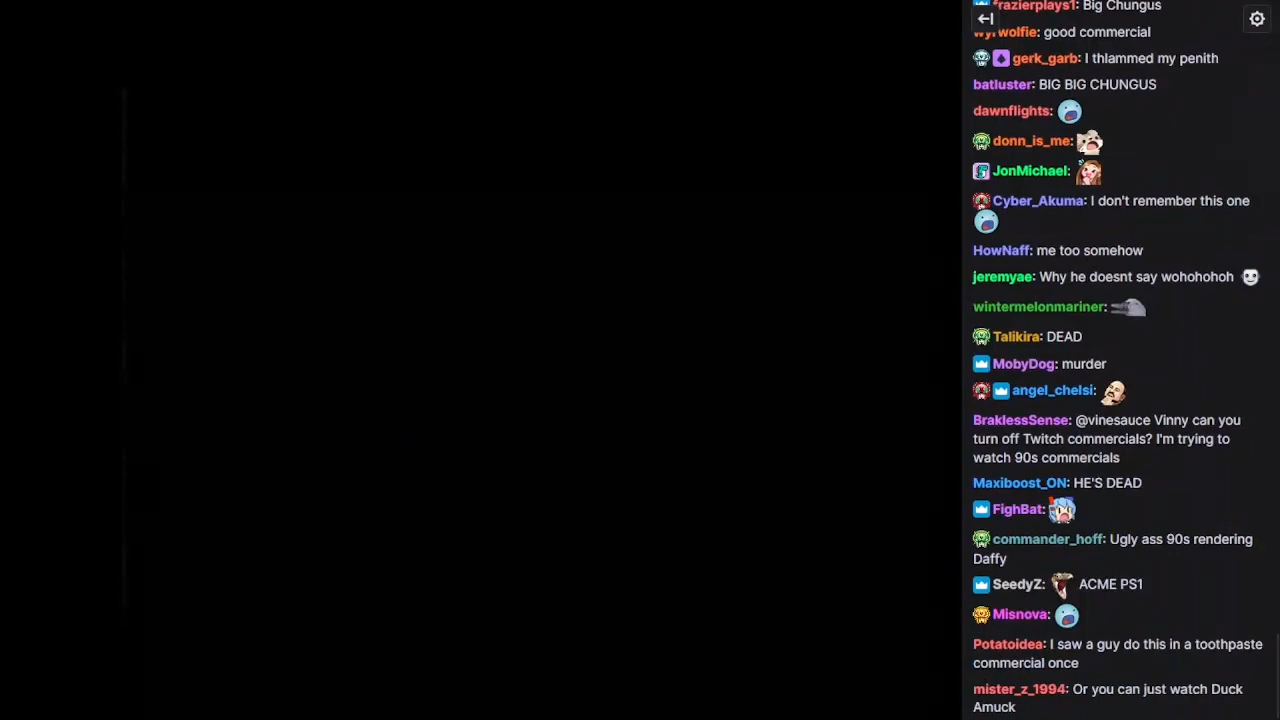 frazierplays1: Big Chungus
wyrwolfie: good commercial
gerk_garb: I thlammed my penith
batluster: BIG BIG CHUNGUS
dawnflights:
donn_is_me:
JonMichael:
Cyber_Akuma: I don't remember this one
HowNaff: me too somehow
jeremyae: Why he doesnt say wohohohoh
wintermelonmariner:
Talikira: DEAD
MobyDog: murder
angel_chelsi:
BraklessSense: @vinesauce Vinny can you
turn off Twitch commercials? I'm trying to
watch 90s commercials
Maxiboost_ON: HE'S DEAD
FighBat:
commander_hoff: Ugly ass 90s rendering
Daffy
SeedyZ: ACME PS1
Misnova:
Potatoidea: I saw a guy do this in a toothpaste
commercial once
mister_z_1994: Or you can just watch Duck
Amuck